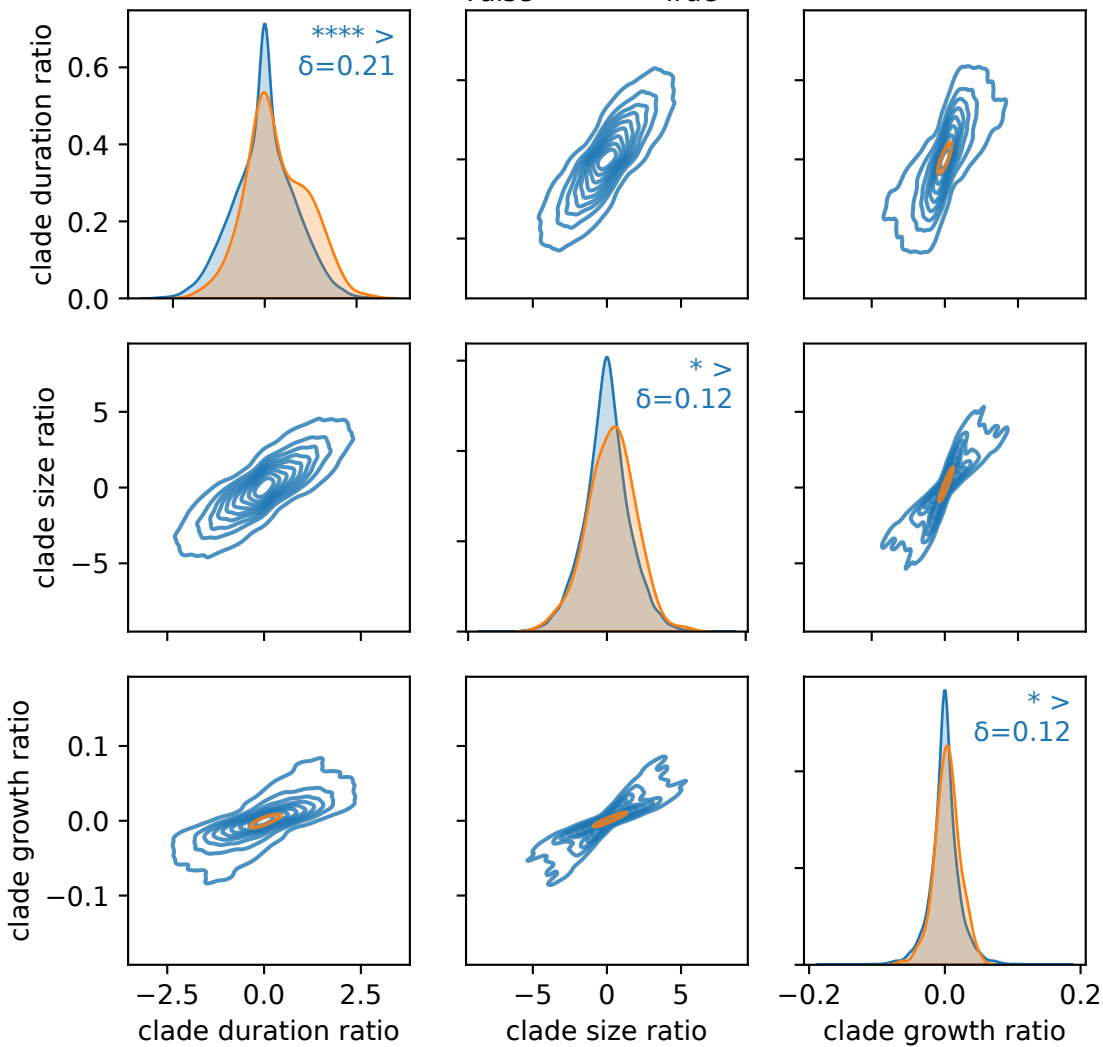 **** >
δ=0.21
clade duration ratio
0.6
0.4
0.2
0.0
* >
δ=0.12
clade size ratio
5
0
−5
* >
δ=0.12
clade growth ratio
0.1
0.0
−0.1
−2.5 0.0 2.5
−5 0 5
−0.2 0.0 0.2
clade duration ratio
clade size ratio
clade growth ratio